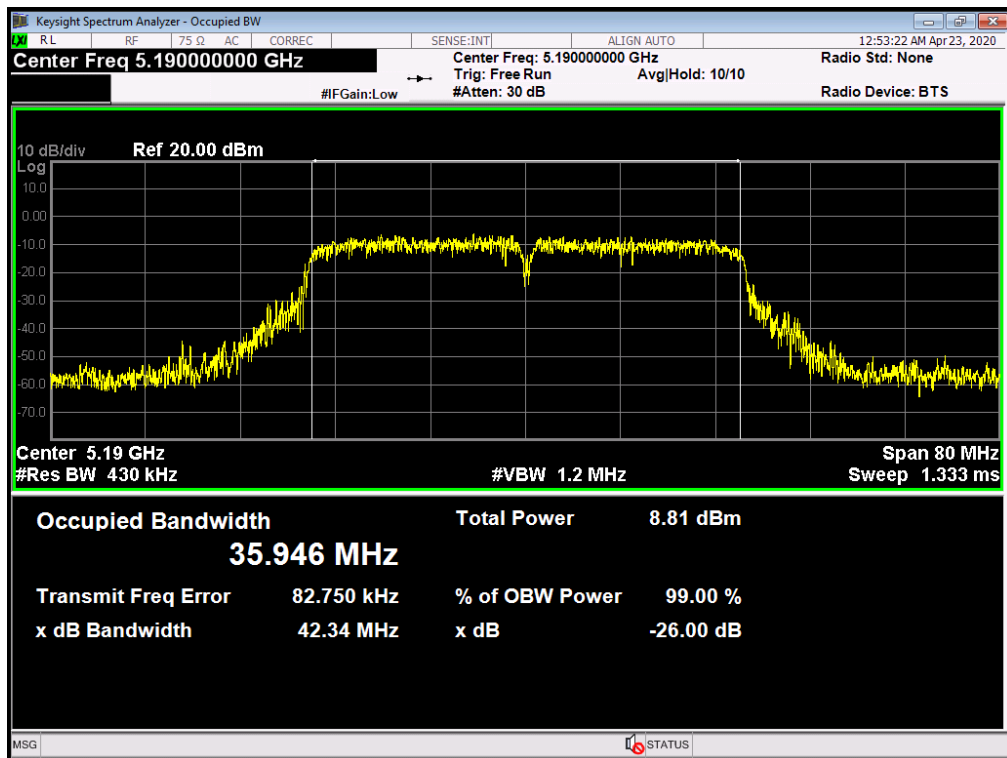 Keysight Spectrum Analyzer - Occupied BW
LXI RL RF 75 Ω AC CORREC SENSE:INT ALIGN AUTO 12:53:22 AM Apr 23, 2020
Center Freq 5.190000000 GHz
Center Freq: 5.190000000 GHz
Radio Std: None
Trig: Free Run Avg|Hold: 10/10
#IFGain:Low
#Atten: 30 dB
Radio Device: BTS
10 dB/div Ref 20.00 dBm
Log
10.0
0.00
-10.0
-20.0
-30.0
-40.0
-50.0
-60.0
-70.0
Center 5.19 GHz Span 80 MHz
#Res BW 430 kHz #VBW 1.2 MHz Sweep 1.333 ms
Occupied Bandwidth Total Power 8.81 dBm
35.946 MHz
Transmit Freq Error 82.750 kHz % of OBW Power 99.00 %
x dB Bandwidth 42.34 MHz x dB -26.00 dB
MSG STATUS